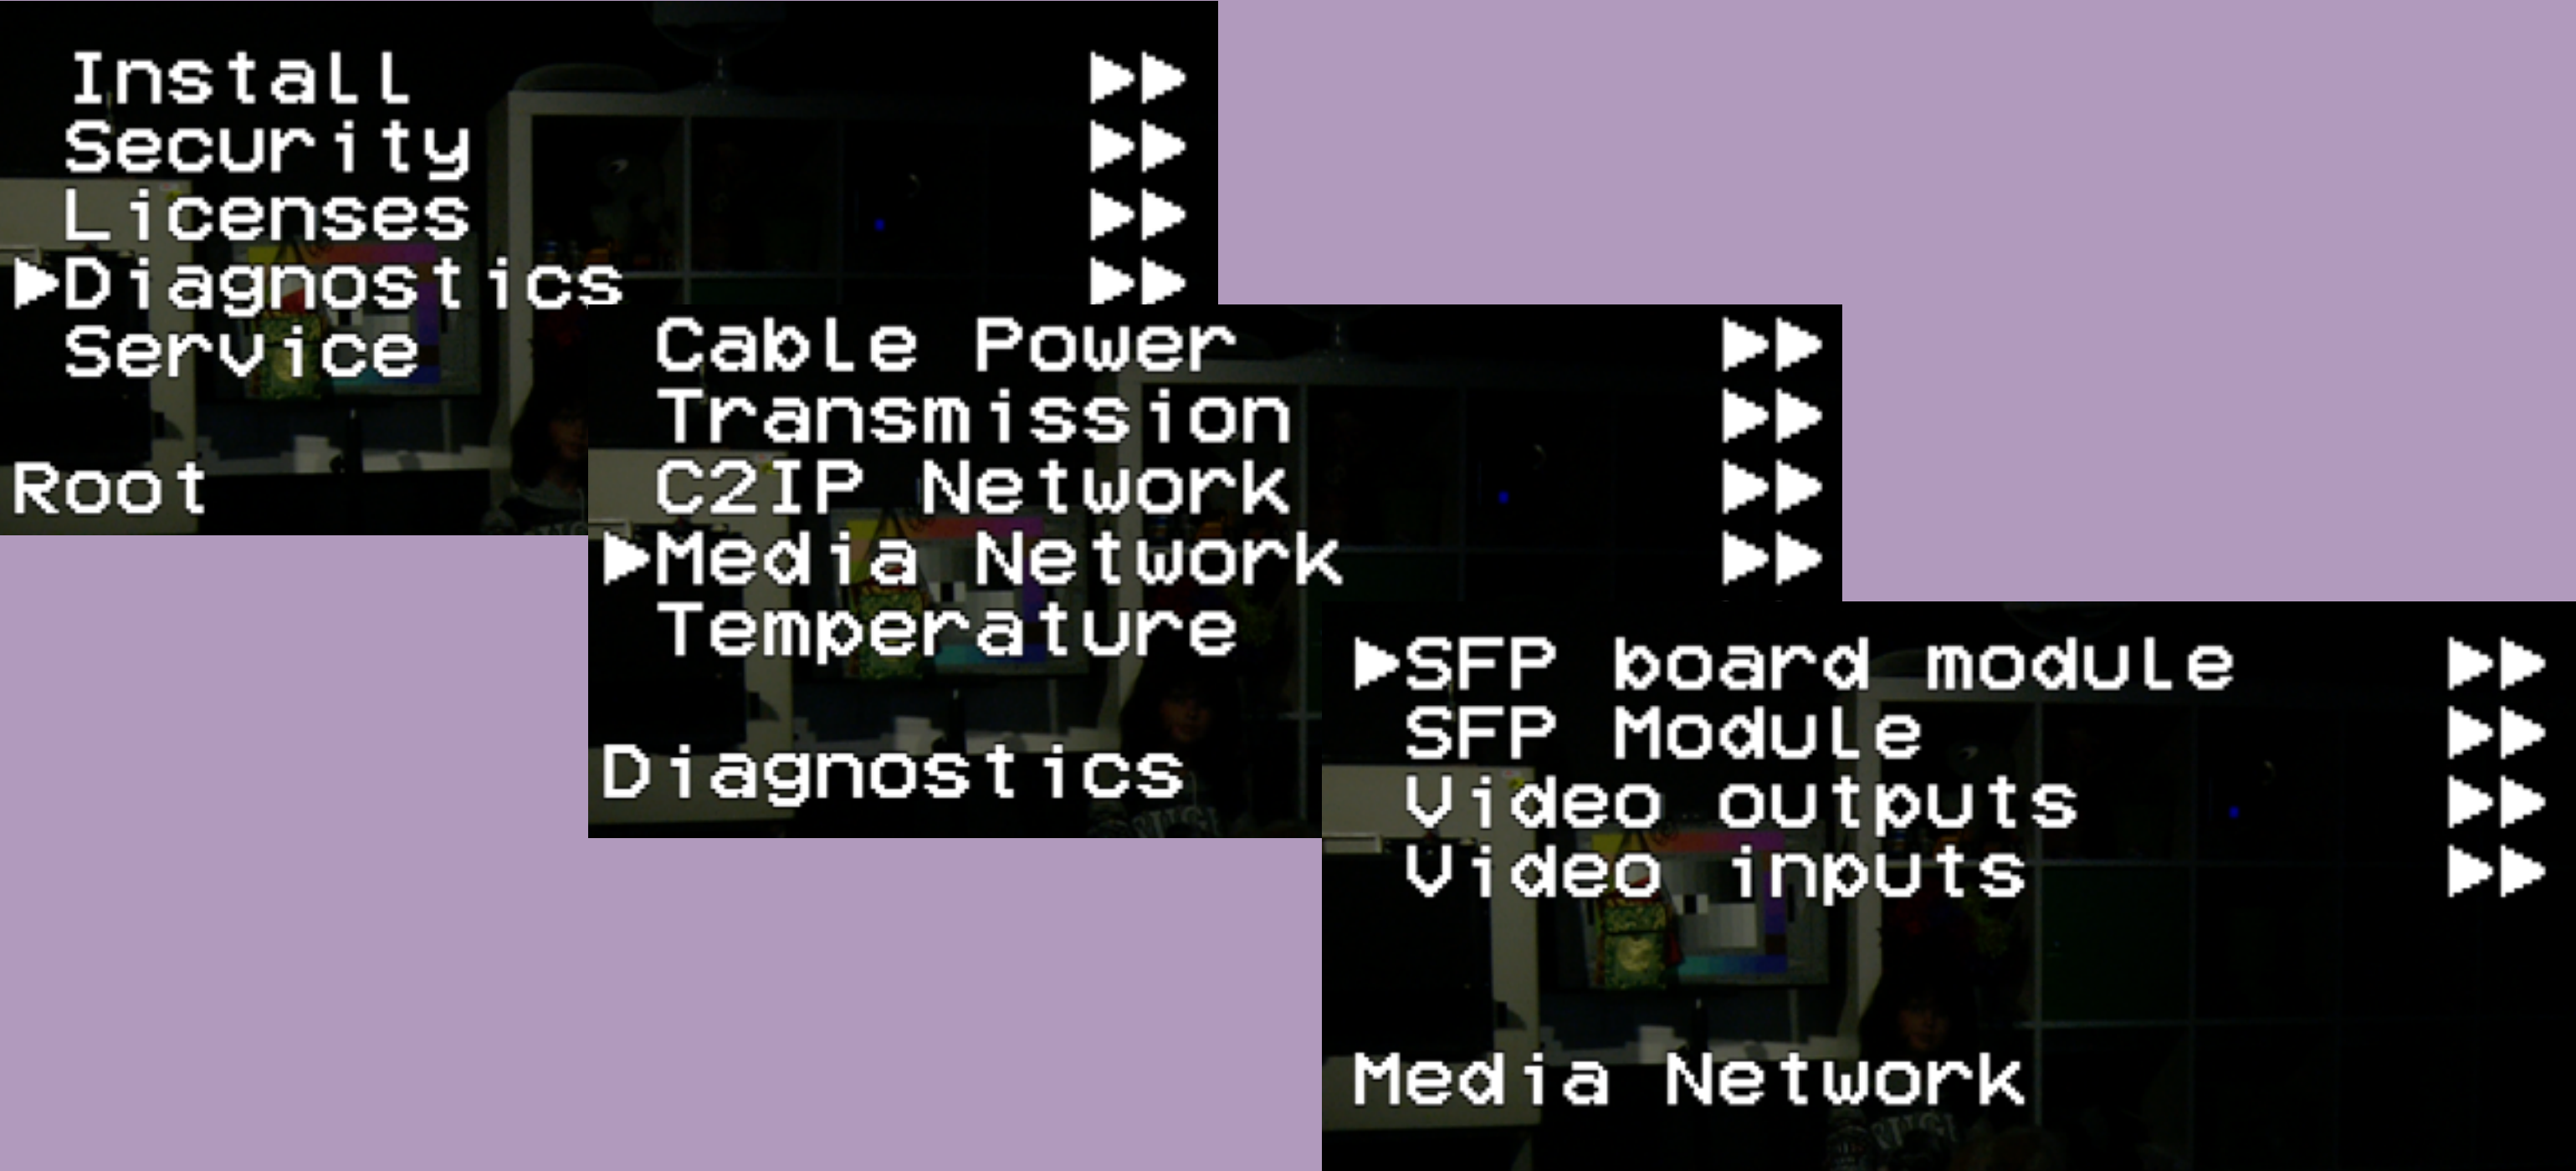 Install ▶▶
Security ▶▶
Licenses ▶▶
▶Diagnostics ▶▶
Service
Root
Cable Power ▶▶
Transmission ▶▶
C2IP Network ▶▶
▶Media Network ▶▶
Temperature
Diagnostics
▶SFP board module ▶▶
SFP Module ▶▶
Video outputs ▶▶
Video inputs ▶▶
Media Network